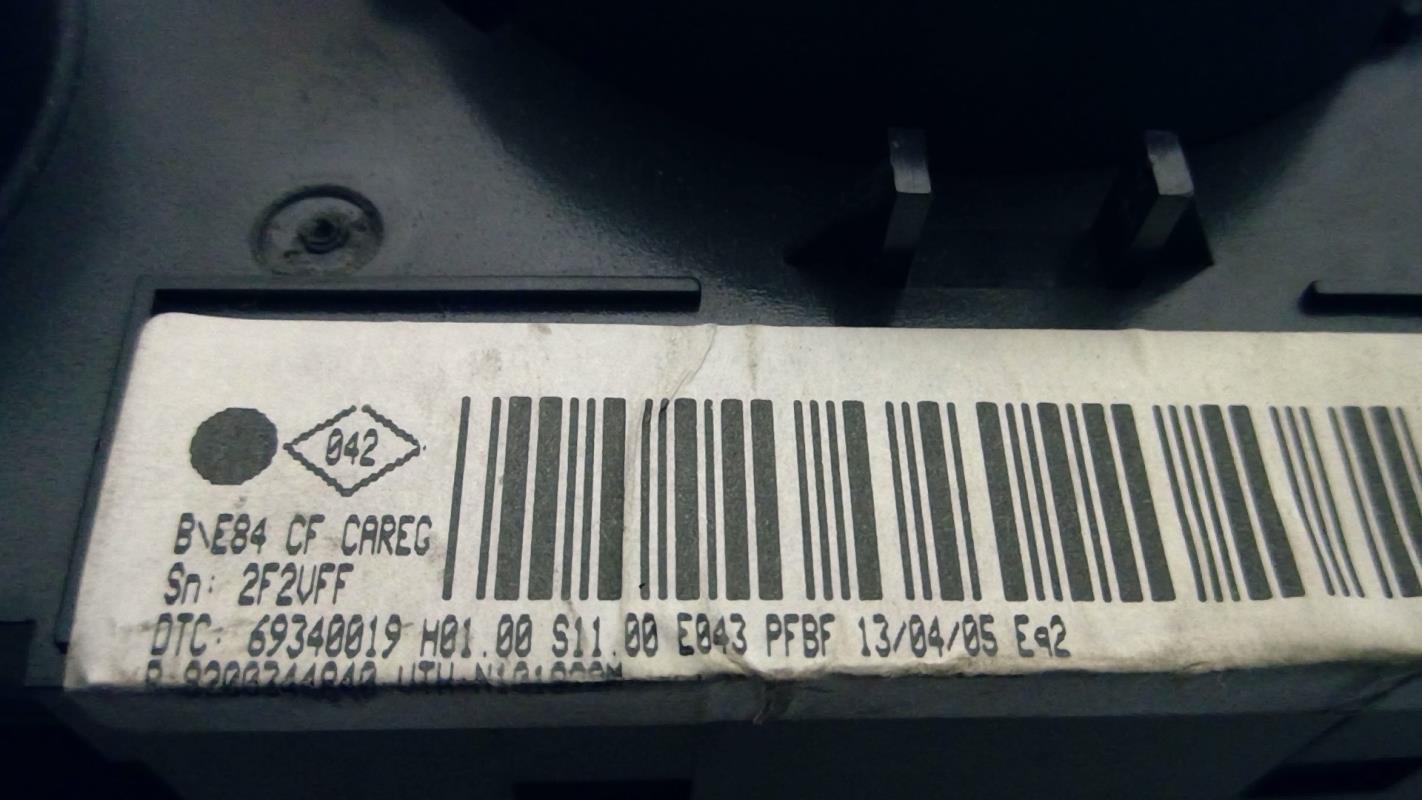 042
B\E84 CF CAREG
Sn: 2F2VFF
DTC: 69340019 H01.00 S11.00 E043 PFBF 13/04/05 Eq2